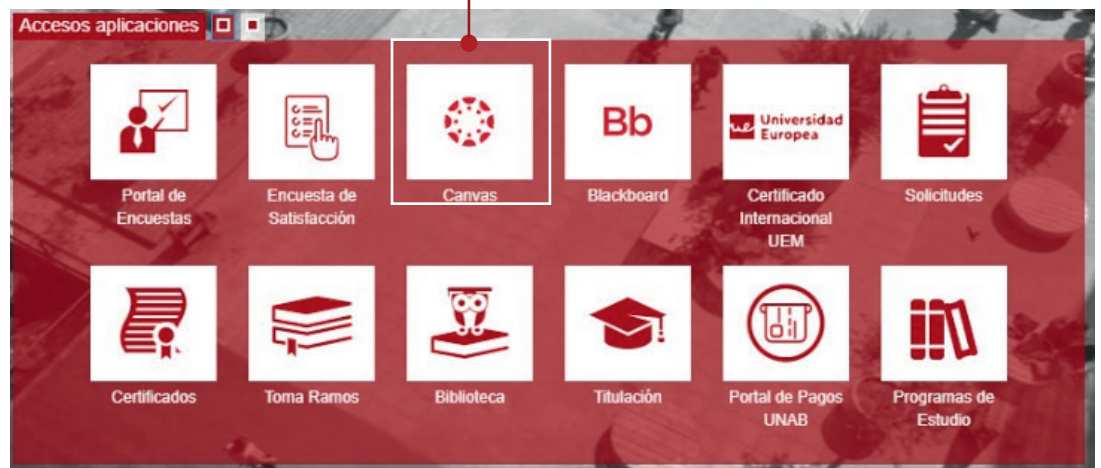 Accesos aplicaciones
Bb
Universidad
Europea
ue
Portal de
Encuestas
Encuesta de
Satisfacción
Canvas
Blackboard
Certificado
Internacional
UEM
Solicitudes
Certificados
Toma Ramos
Biblioteca
Titulación
Portal de Pagos
UNAB
Programas de
Estudio